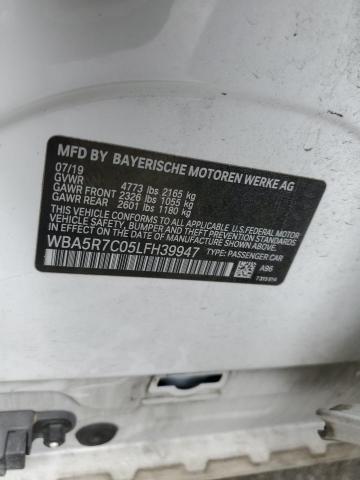 MFD BY BAYERISCHE MOTOREN WERKE AG
07/19
GVWR 4773 lbs 2165 kg
GAWR FRONT 2326 lbs 1055 kg
GAWR REAR 2601 lbs 1180 kg
THIS VEHICLE CONFORMS TO ALL APPLICABLE U.S.FEDERAL MOTOR
VEHICLE SAFETY, BUMPER, AND THEFT PREVENTION STANDARDS
IN EFFECT ON THE DATE OF MANUFACTURE SHOWN ABOVE.
WBA5R7C05LFH39947 TYPE: PASSENGER CAR
A96